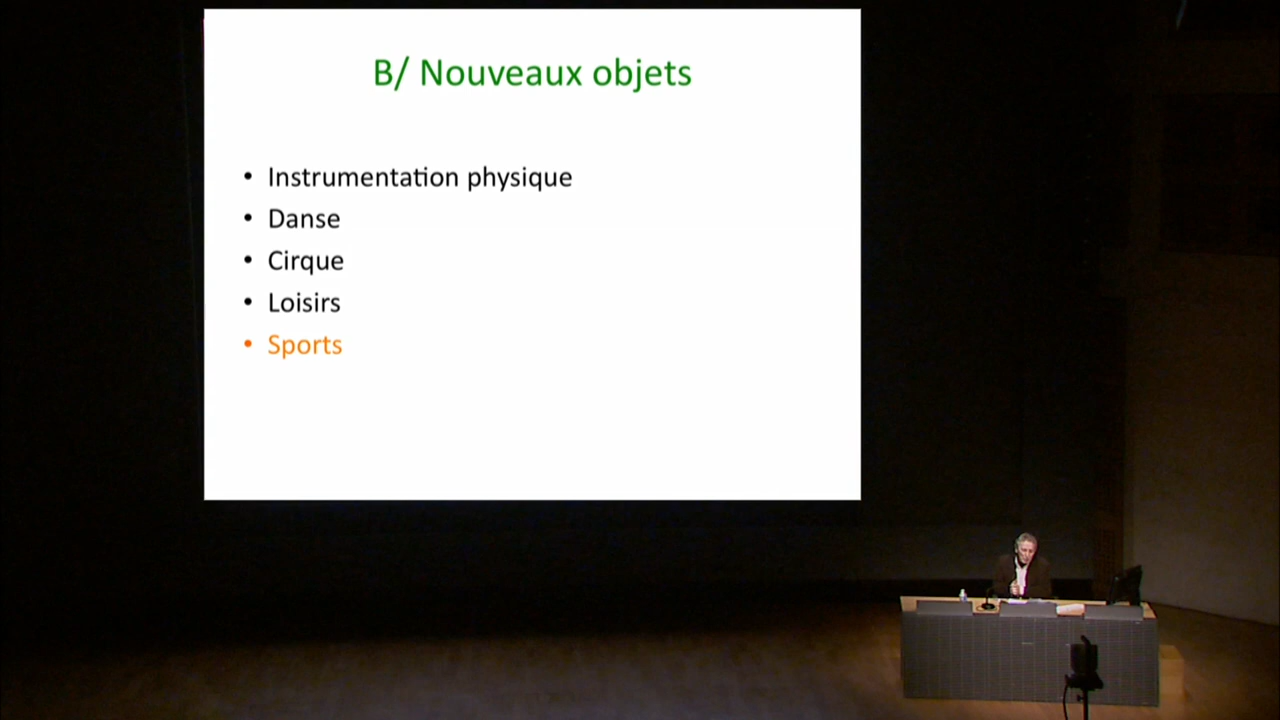 B/ Nouveaux objets
• Instrumentation physique
• Danse
• Cirque
• Loisirs
• Sports